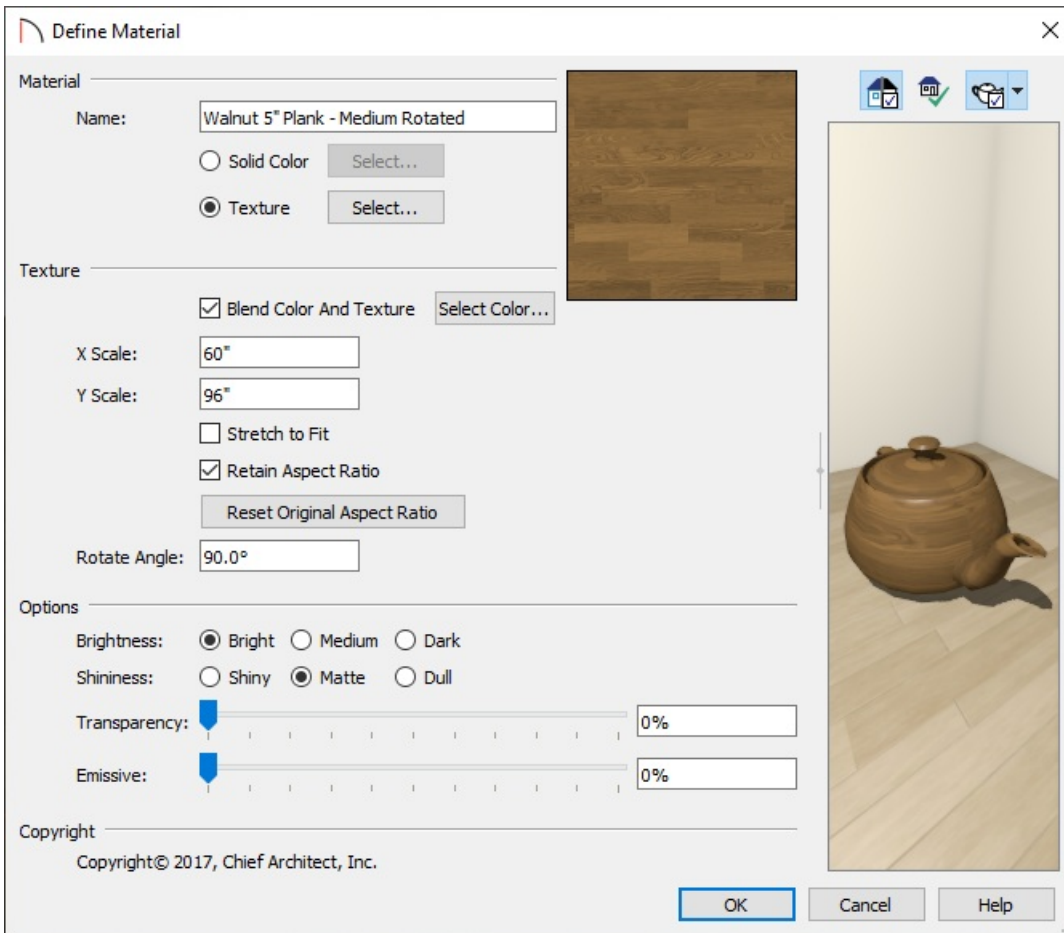 Define Material
Material
Name: Walnut 5" Plank - Medium Rotated
Solid Color Select...
Texture Select...
Texture
Blend Color And Texture Select Color...
X Scale: 60"
Y Scale: 96"
Stretch to Fit
Retain Aspect Ratio
Reset Original Aspect Ratio
Rotate Angle: 90.0°
Options
Brightness: Bright Medium Dark
Shininess: Shiny Matte Dull
Transparency: 0%
Emissive: 0%
Copyright
Copyright© 2017, Chief Architect, Inc.
OK Cancel Help